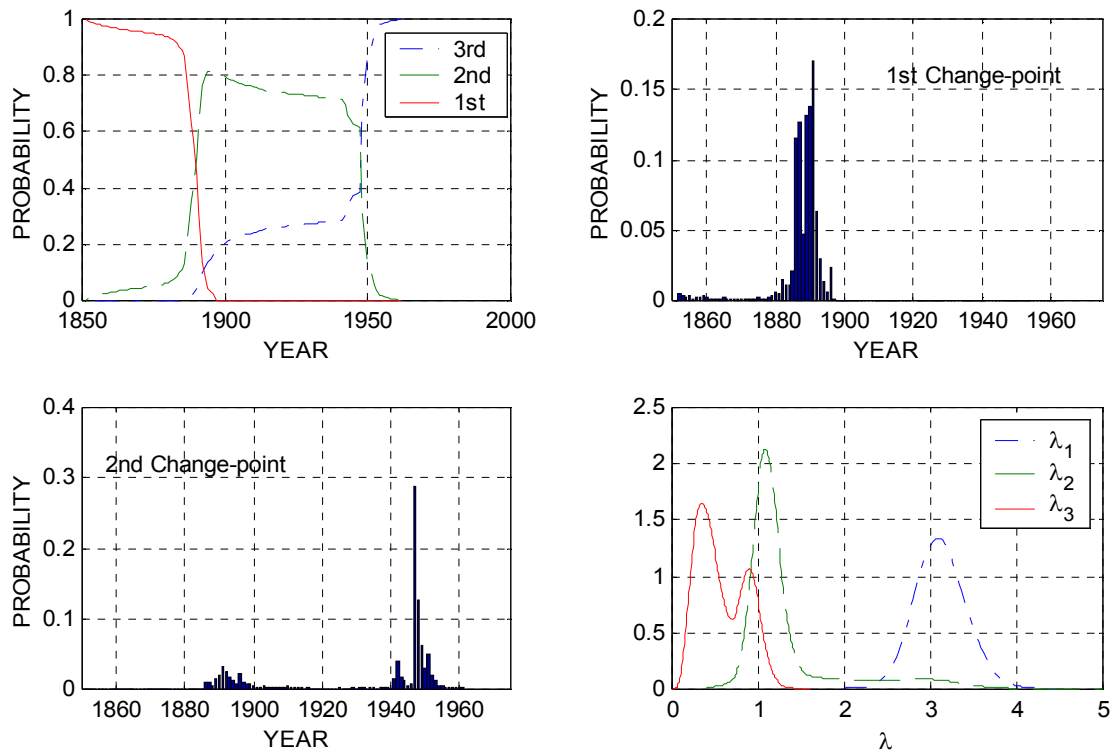 1
0.8
0.6
0.4
0.2
0
PROBABILITY
3rd
2nd
1st
1850 1900 1950 2000
YEAR
0.2
0.15
0.1
0.05
0
PROBABILITY
1st Change-point
1860 1880 1900 1920 1940 1960
YEAR
0.4
0.3
0.2
0.1
0
PROBABILITY
2nd Change-point
1860 1880 1900 1920 1940 1960
YEAR
2.5
2
1.5
1
0.5
0
λ_1
λ_2
λ_3
0 1 2 3 4 5
λ